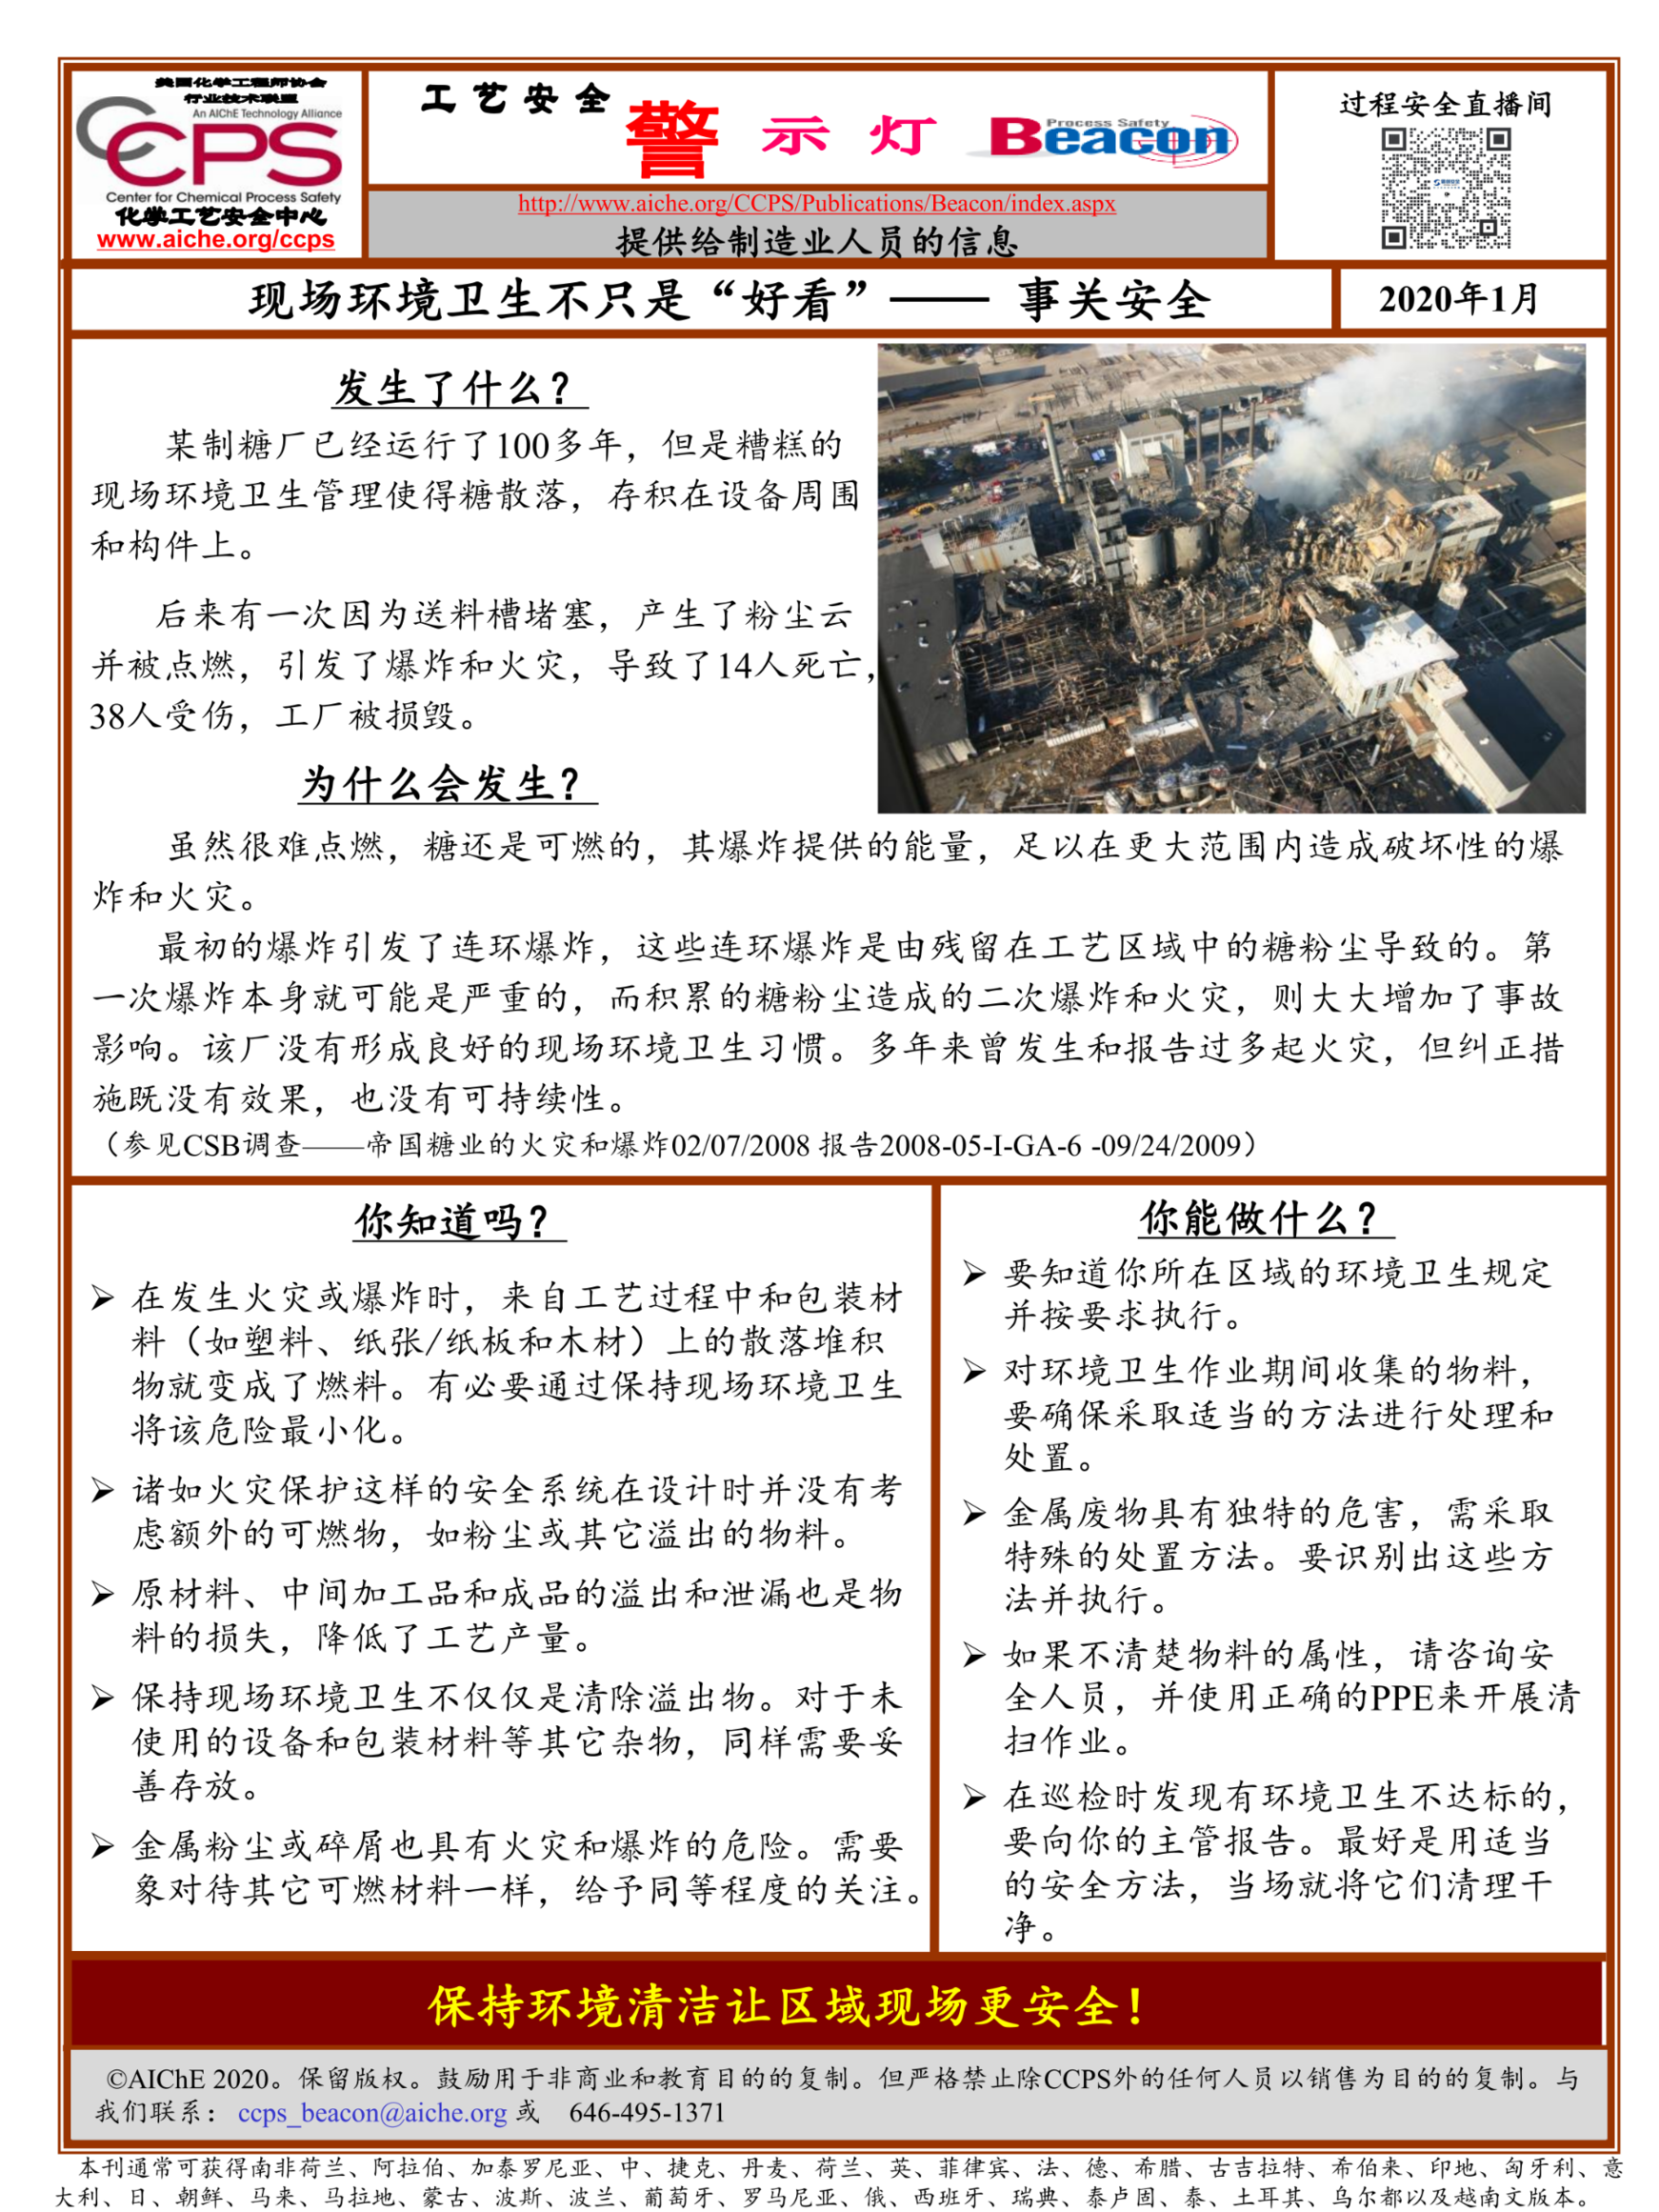 美国化学工程师协会
行业技术联盟
An AIChE Technology Alliance
CCPS
Center for Chemical Process Safety
化学工艺安全中心
www.aiche.org/ccps
工艺安全
警示灯
Process Safety
Beacon
http://www.aiche.org/CCPS/Publications/Beacon/index.aspx
提供给制造业人员的信息
过程安全直播间
现场环境卫生不只是“好看”—— 事关安全
2020年1月
发生了什么？
某制糖厂已经运行了100多年，但是糟糕的
现场环境卫生管理使得糖散落，存积在设备周围
和构件上。
后来有一次因为送料槽堵塞，产生了粉尘云
并被点燃，引发了爆炸和火灾，导致了14人死亡，
38人受伤，工厂被损毁。
为什么会发生？
虽然很难点燃，糖还是可燃的，其爆炸提供的能量，足以在更大范围内造成破坏性的爆
炸和火灾。
最初的爆炸引发了连环爆炸，这些连环爆炸是由残留在工艺区域中的糖粉尘导致的。第
一次爆炸本身就可能是严重的，而积累的糖粉尘造成的二次爆炸和火灾，则大大增加了事故
影响。该厂没有形成良好的现场环境卫生习惯。多年来曾发生和报告过多起火灾，但纠正措
施既没有效果，也没有可持续性。
（参见CSB调查——帝国糖业的火灾和爆炸02/07/2008 报告2008-05-I-GA-6 -09/24/2009）
你知道吗？
➢ 在发生火灾或爆炸时，来自工艺过程中和包装材
料（如塑料、纸张/纸板和木材）上的散落堆积
物就变成了燃料。有必要通过保持现场环境卫生
将该危险最小化。
➢ 诸如火灾保护这样的安全系统在设计时并没有考
虑额外的可燃物，如粉尘或其它溢出的物料。
➢ 原材料、中间加工品和成品的溢出和泄漏也是物
料的损失，降低了工艺产量。
➢ 保持现场环境卫生不仅仅是清除溢出物。对于未
使用的设备和包装材料等其它杂物，同样需要妥
善存放。
➢ 金属粉尘或碎屑也具有火灾和爆炸的危险。需要
象对待其它可燃材料一样，给予同等程度的关注。
你能做什么？
➢ 要知道你所在区域的环境卫生规定
并按要求执行。
➢ 对环境卫生作业期间收集的物料，
要确保采取适当的方法进行处理和
处置。
➢ 金属废物具有独特的危害，需采取
特殊的处置方法。要识别出这些方
法并执行。
➢ 如果不清楚物料的属性，请咨询安
全人员，并使用正确的PPE来开展清
扫作业。
➢ 在巡检时发现有环境卫生不达标的，
要向你的主管报告。最好是用适当
的安全方法，当场就将它们清理干
净。
保持环境清洁让区域现场更安全！
©AIChE 2020。保留版权。鼓励用于非商业和教育目的的复制。但严格禁止除CCPS外的任何人员以销售为目的的复制。与
我们联系： ccps_beacon@aiche.org 或 646-495-1371
本刊通常可获得南非荷兰、阿拉伯、加泰罗尼亚、中、捷克、丹麦、荷兰、英、菲律宾、法、德、希腊、古吉拉特、希伯来、印地、匈牙利、意
大利、日、朝鲜、马来、马拉地、蒙古、波斯、波兰、葡萄牙、罗马尼亚、俄、西班牙、瑞典、泰卢固、泰、土耳其、乌尔都以及越南文版本。